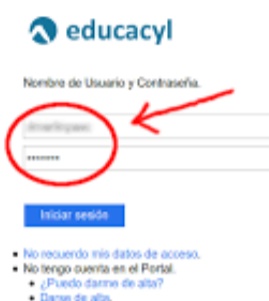 educacyl
Nombre de Usuario y Contraseña.
Iniciar sesión
No recuerdo mis datos de acceso.
No tengo cuenta en el Portal.
¿Puedo darme de alta?
Darme de alta.